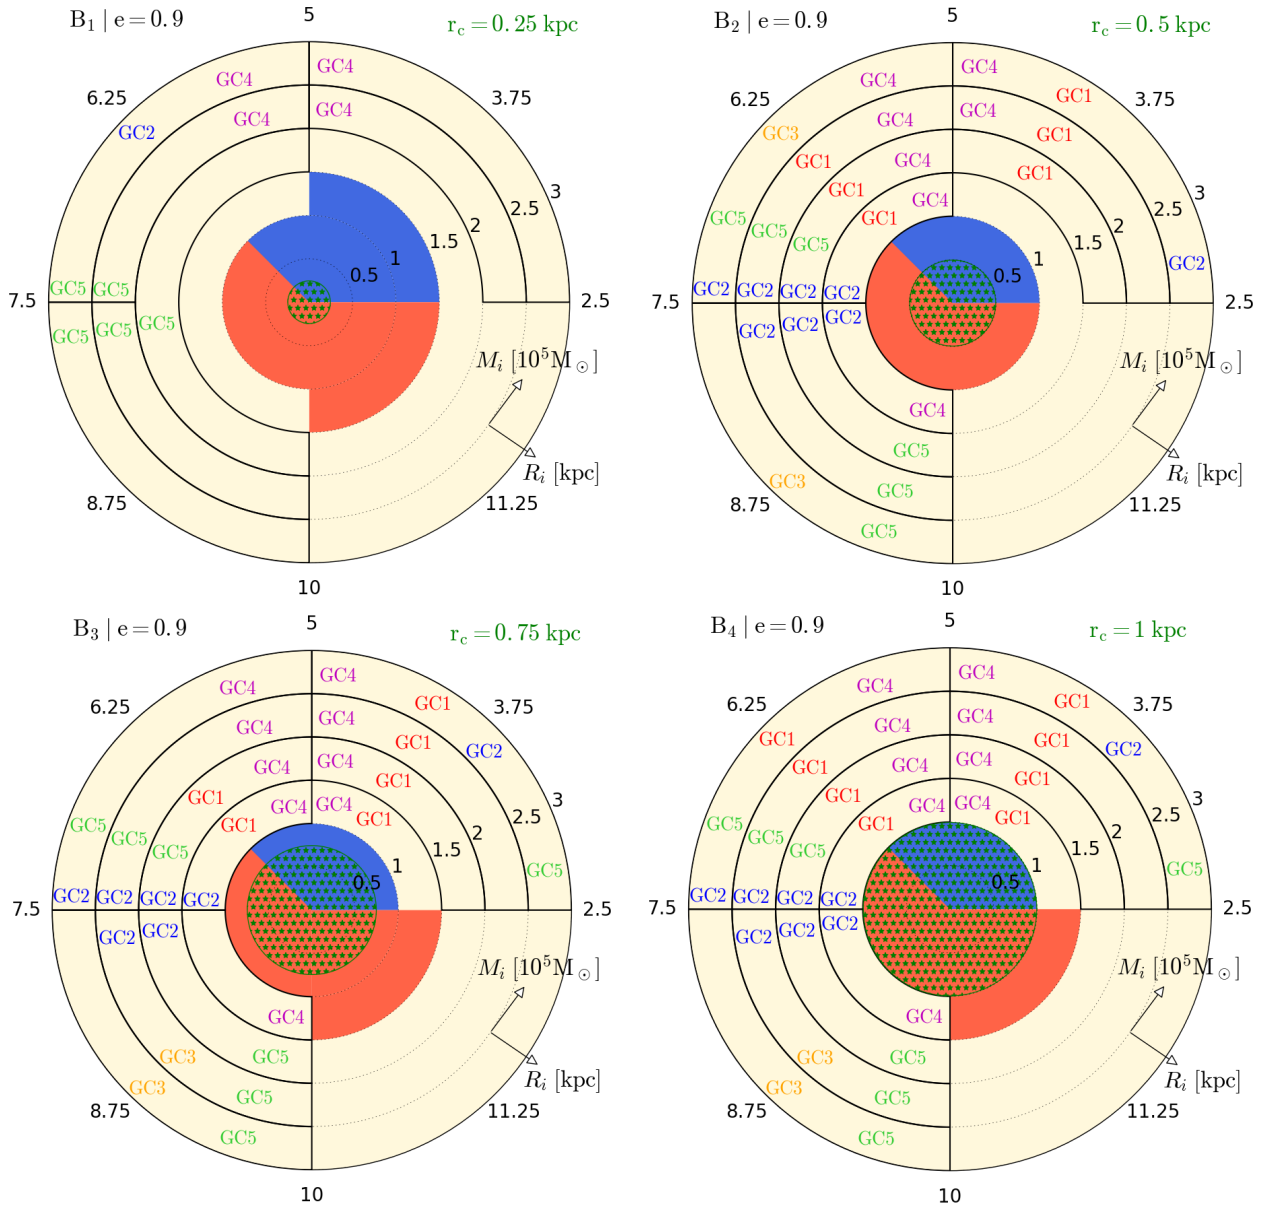 B₁ | e = 0.9
5
r_c = 0.25 kpc
GC4
GC4
6.25
3.75
GC2
GC4
GC4
3
2.5
2
1.5
1
0.5
GC5
GC5
7.5
2.5
GC5
GC5
GC5
M_i [10⁵M⊙]
R_i [kpc]
8.75
11.25
10
B₂ | e = 0.9
5
r_c = 0.5 kpc
GC4
GC4
6.25
GC1
3.75
GC3
GC4
GC4
GC1
GC1
GC4
GC1
GC1
GC4
3
2.5
2
1.5
1
0.5
GC5
GC5
GC5
GC1
GC2
GC2
GC2
GC2
GC2
7.5
2.5
GC2
GC2
GC2
M_i [10⁵M⊙]
GC4
GC5
R_i [kpc]
GC3
GC5
8.75
11.25
GC5
10
B₃ | e = 0.9
5
r_c = 0.75 kpc
GC4
GC4
6.25
GC1
3.75
GC4
GC4
GC1
GC2
GC4
GC4
GC1
GC1
GC4
GC4
GC1
GC1
3
2.5
2
1.5
1
0.5
GC5
GC5
GC5
GC5
GC2
GC2
GC2
GC2
7.5
2.5
GC2
GC2
M_i [10⁵M⊙]
GC4
GC3
GC5
R_i [kpc]
GC3
GC5
8.75
11.25
GC5
10
B₄ | e = 0.9
5
r_c = 1 kpc
GC4
GC4
6.25
GC1
3.75
GC1
GC4
GC4
GC1
GC2
GC1
GC4
GC4
GC1
GC1
GC4
GC4
GC1
GC1
3
2.5
2
1.5
1
0.5
GC5
GC5
GC5
GC5
GC2
GC2
GC2
GC2
7.5
2.5
GC2
GC2
GC2
M_i [10⁵M⊙]
GC4
GC3
GC5
R_i [kpc]
GC3
GC5
8.75
11.25
GC5
10